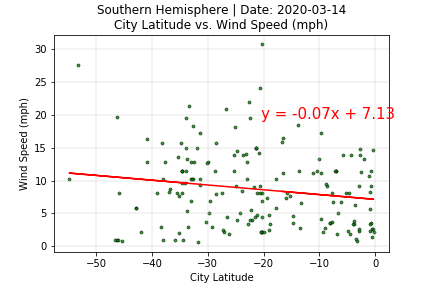 Southern Hemisphere | Date: 2020-03-14
City Latitude vs. Wind Speed (mph)
30
25
20
15
10
5
0
Wind Speed (mph)
y = -0.07x + 7.13
−50
−40
−30
−20
−10
0
City Latitude